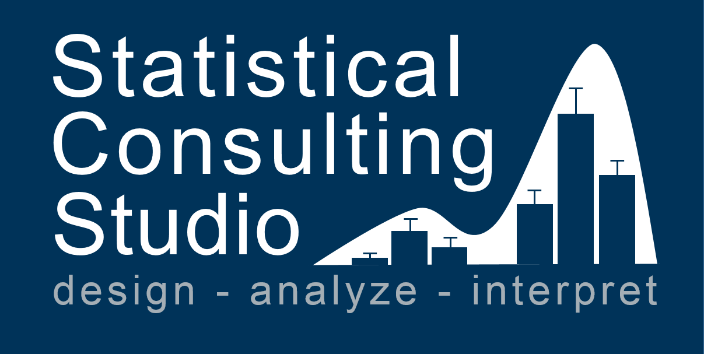 Statistical
Consulting
Studio
design - analyze - interpret